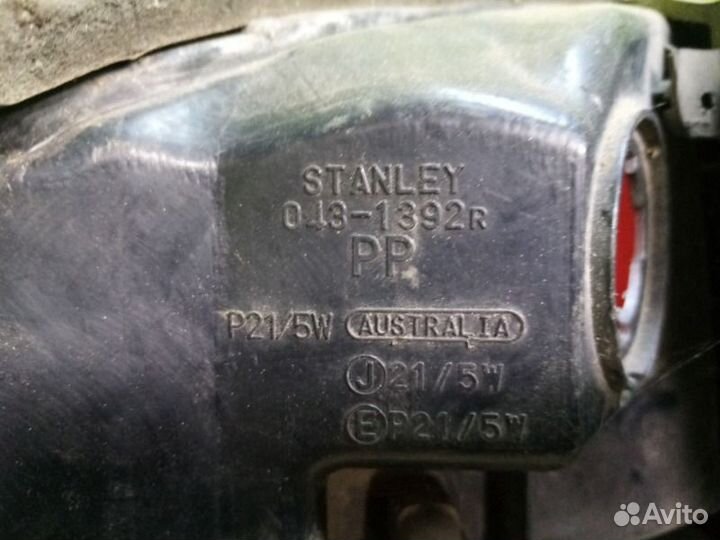 STANLEY
043-1392R
PP
P21/5W AUSTRALIA
J 21/5W
E P21/5W
Avito